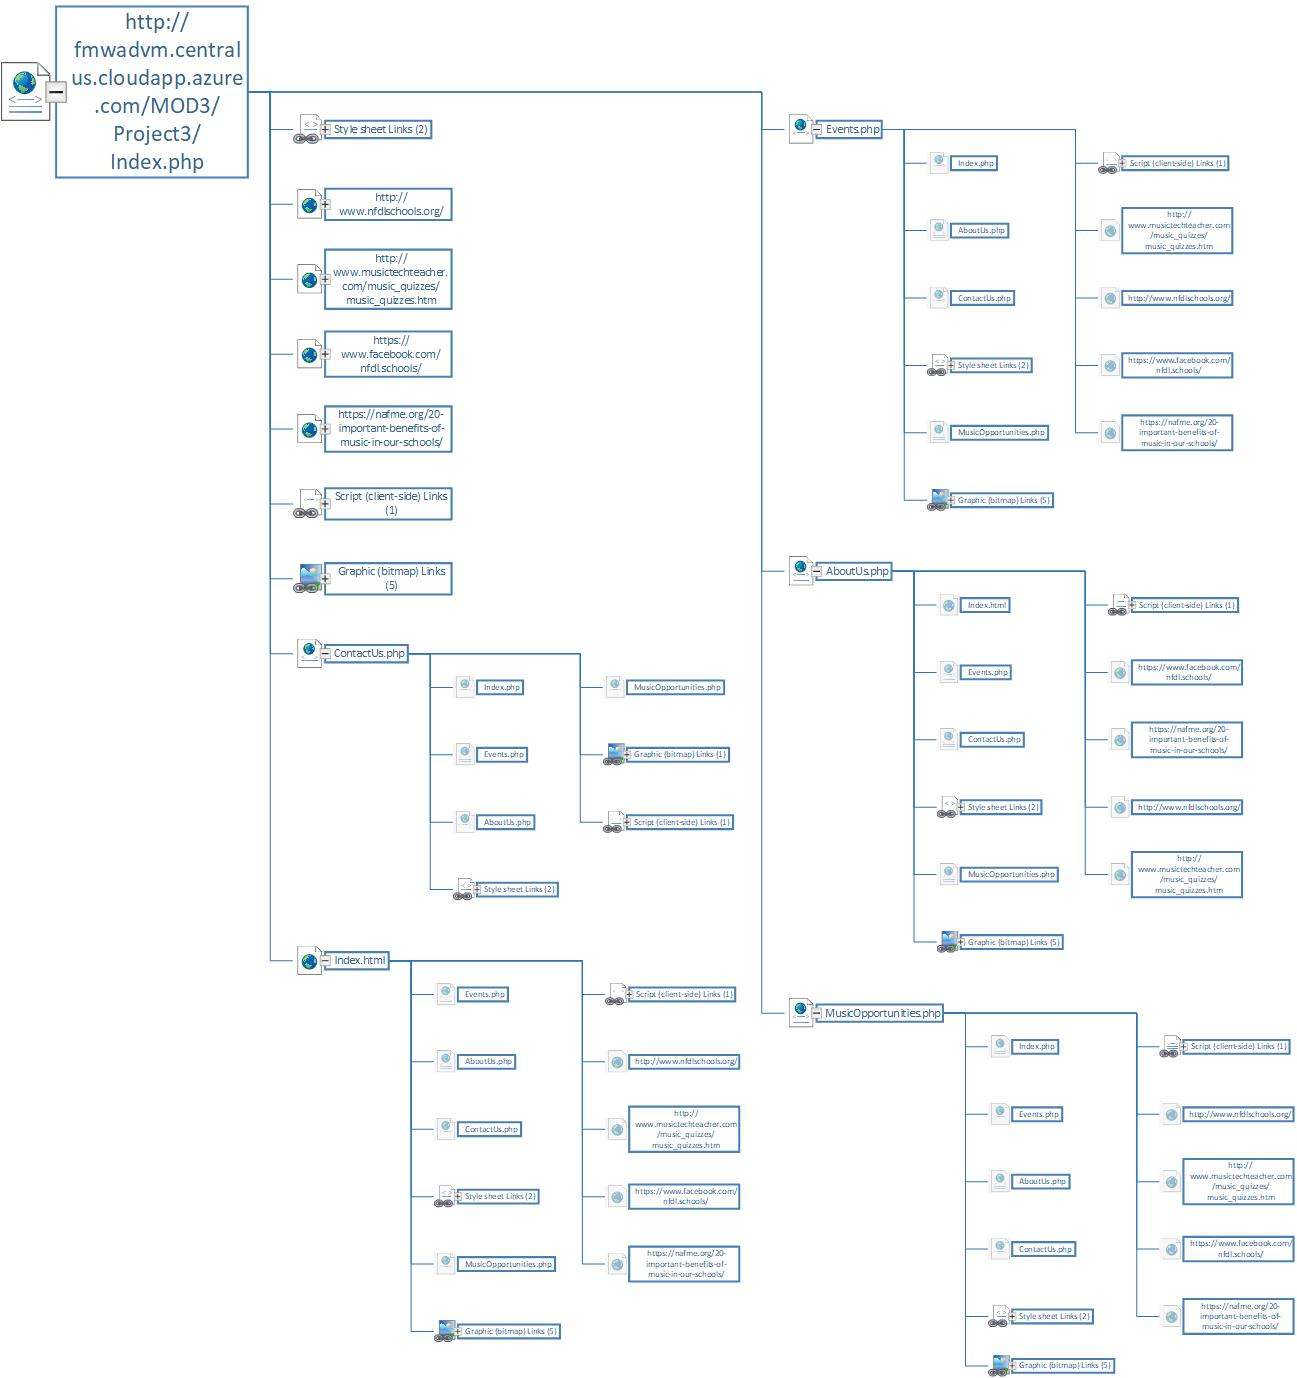 http://
fmwadvm.central
us.cloudapp.azure
.com/MOD3/
Project3/
Index.php
Style sheet Links (2)
http://
www.nfdlschools.org/
http://
www.musictechteacher.
com/music_quizzes/
music_quizzes.htm
https://
www.facebook.com/
nfdl.schools/
https://nafme.org/20-
important-benefits-of-
music-in-our-schools/
Script (client-side) Links
(1)
Graphic (bitmap) Links
(5)
ContactUs.php
Index.php
Events.php
AboutUs.php
Style sheet Links (2)
MusicOpportunities.php
Graphic (bitmap) Links (1)
Script (client-side) Links (1)
Index.html
Events.php
AboutUs.php
ContactUs.php
Style sheet Links (2)
MusicOpportunities.php
Graphic (bitmap) Links (5)
Script (client-side) Links (1)
http://www.nfdlschools.org/
http://
www.musictechteacher.com
/music_quizzes/
music_quizzes.htm
https://www.facebook.com/
nfdl.schools/
https://nafme.org/20-
important-benefits-of-
music-in-our-schools/
Events.php
Index.php
AboutUs.php
ContactUs.php
Style sheet Links (2)
MusicOpportunities.php
Graphic (bitmap) Links (5)
Script (client-side) Links (1)
http://
www.musictechteacher.com
/music_quizzes/
music_quizzes.htm
http://www.nfdlschools.org/
https://www.facebook.com/
nfdl.schools/
https://nafme.org/20-
important-benefits-of-
music-in-our-schools/
AboutUs.php
Index.html
Events.php
ContactUs.php
Style sheet Links (2)
MusicOpportunities.php
Graphic (bitmap) Links (5)
Script (client-side) Links (1)
https://www.facebook.com/
nfdl.schools/
https://nafme.org/20-
important-benefits-of-
music-in-our-schools/
http://www.nfdlschools.org/
http://
www.musictechteacher.com
/music_quizzes/
music_quizzes.htm
MusicOpportunities.php
Index.php
Events.php
AboutUs.php
ContactUs.php
Style sheet Links (2)
Graphic (bitmap) Links (5)
Script (client-side) Links (1)
http://www.nfdlschools.org/
http://
www.musictechteacher.com
/music_quizzes/
music_quizzes.htm
https://www.facebook.com/
nfdl.schools/
https://nafme.org/20-
important-benefits-of-
music-in-our-schools/